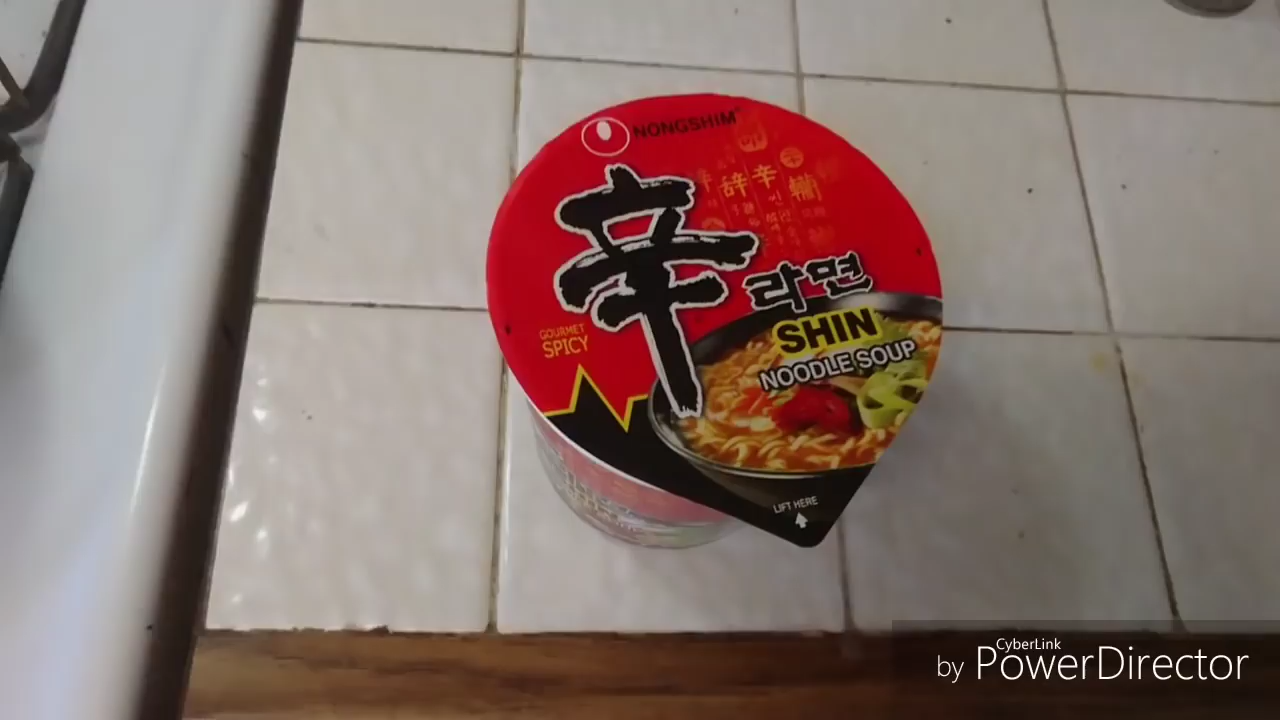 NONGSHIM
辛
라면
SHIN
NOODLE SOUP
GOURMET
SPICY
LIFT HERE
CyberLink
by PowerDirector